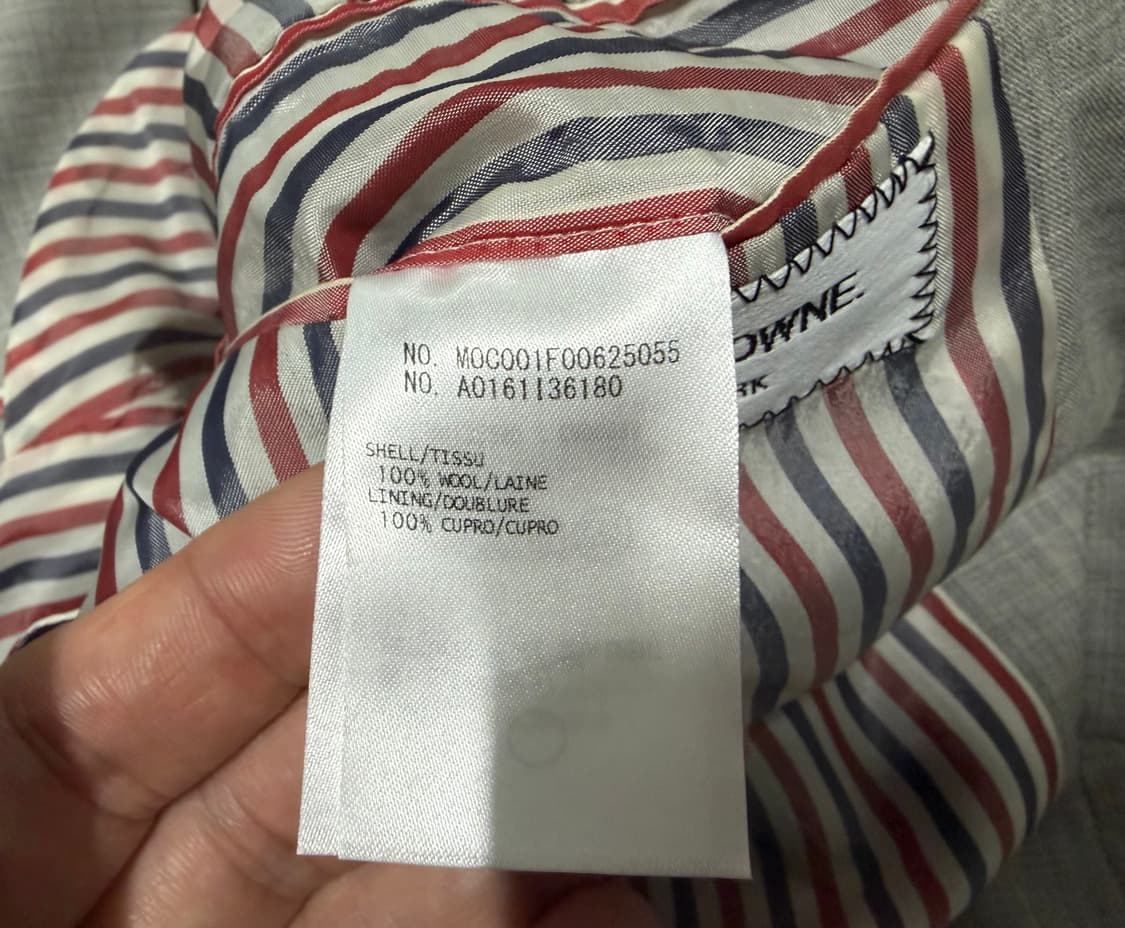 NO. MOC001F00625055
NO. A0161136180
SHELL/TISSU
100% WOOL/LAINE
LINING/DOUBLURE
100% CUPRO/CUPRO
OWNE.
RK